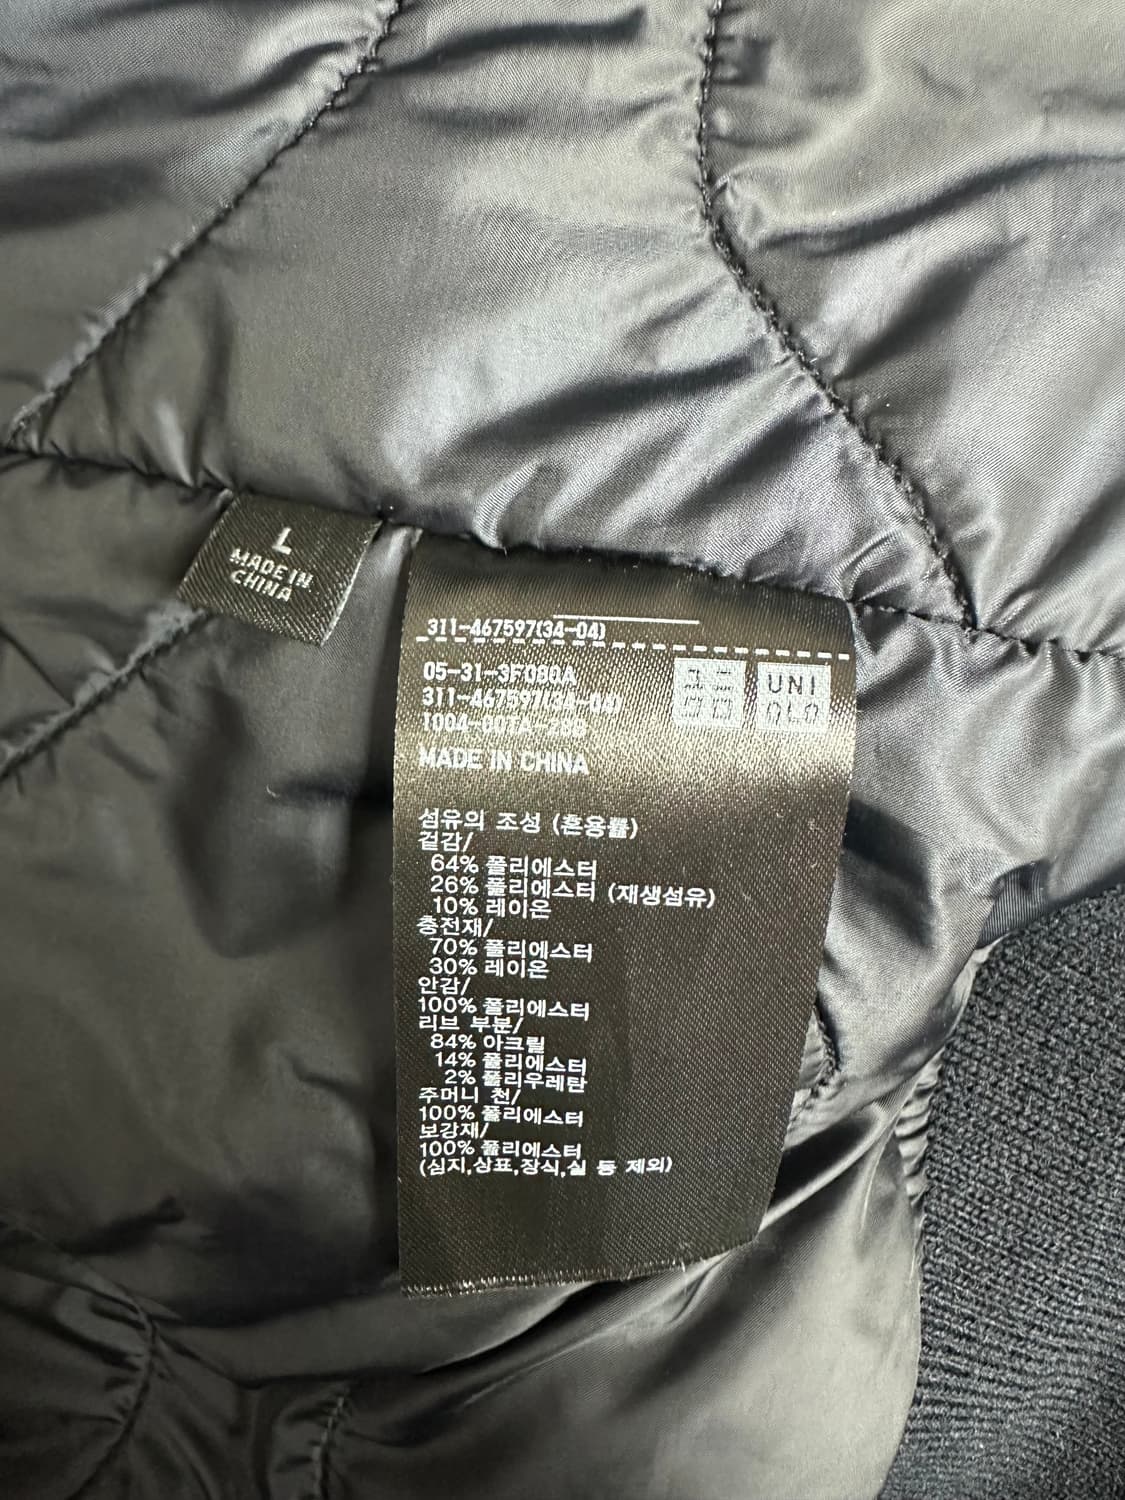 L
MADE IN
CHINA
311-467597(34-04)
05-31-3F080A
311-467597(34-04)
UNI
QLO
MADE IN CHINA
섬유의 조성 (혼용률)
겉감/
64% 폴리에스터
26% 폴리에스터 (재생섬유)
10% 레이온
충전재/
70% 폴리에스터
30% 레이온
안감/
100% 폴리에스터
리브 부분/
84% 아크릴
14% 폴리에스터
2% 폴리우레탄
주머니 천/
100% 폴리에스터
보강재/
100% 폴리에스터
(심지,상표,장식,실 등 제외)